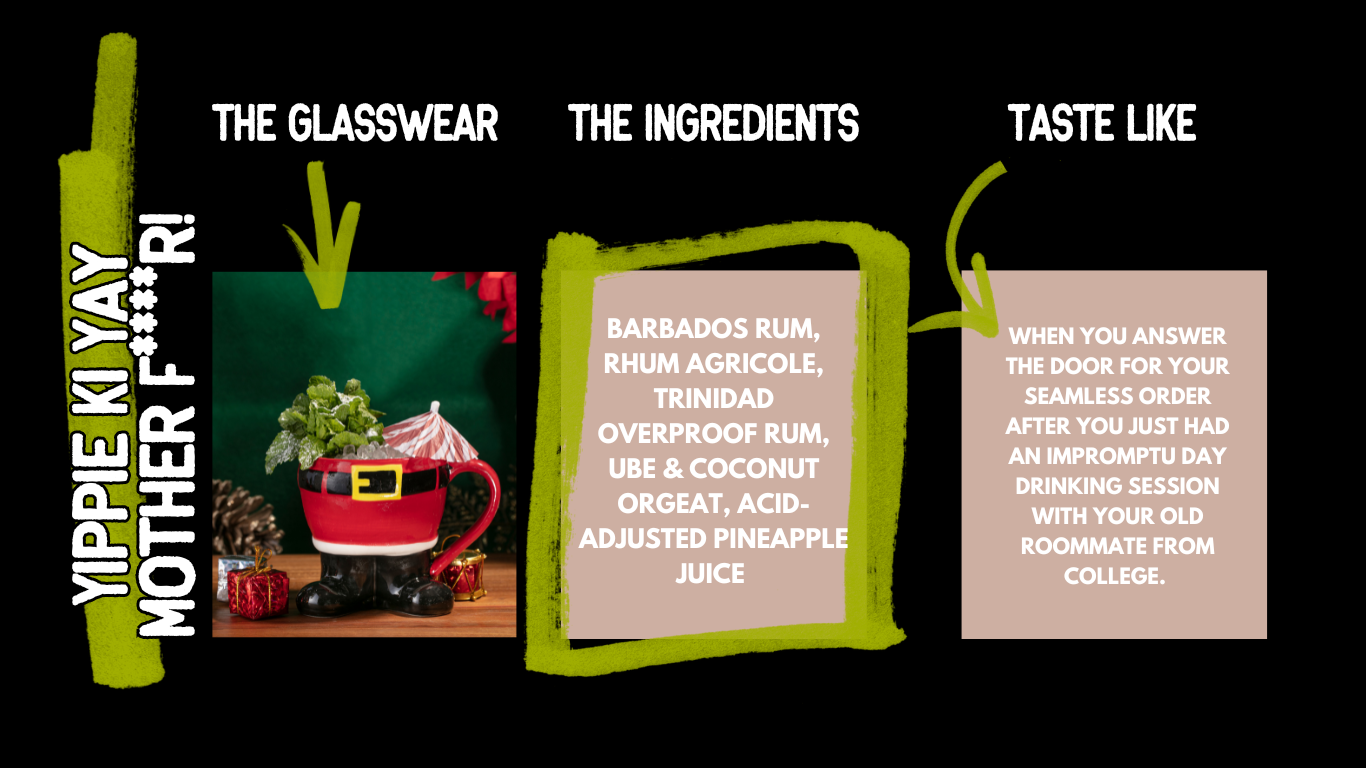 YIPPIE KI YAY
MOTHER F****R!
THE GLASSWEAR
THE INGREDIENTS
TASTE LIKE
BARBADOS RUM,
RHUM AGRICOLE,
TRINIDAD
OVERPROOF RUM,
UBE & COCONUT
ORGEAT, ACID-
ADJUSTED PINEAPPLE
JUICE
WHEN YOU ANSWER
THE DOOR FOR YOUR
SEAMLESS ORDER
AFTER YOU JUST HAD
AN IMPROMPTU DAY
DRINKING SESSION
WITH YOUR OLD
ROOMMATE FROM
COLLEGE.